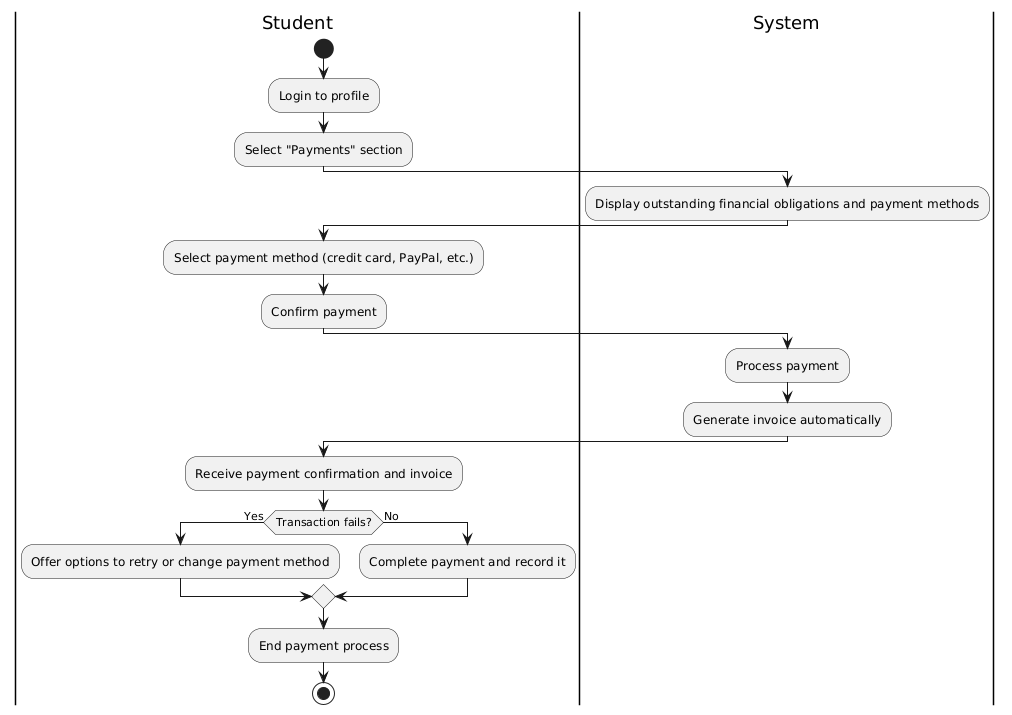 Student
System
Login to profile
Select "Payments" section
Display outstanding financial obligations and payment methods
Select payment method (credit card, PayPal, etc.)
Confirm payment
Process payment
Generate invoice automatically
Receive payment confirmation and invoice
Yes
Transaction fails?
No
Offer options to retry or change payment method
Complete payment and record it
End payment process